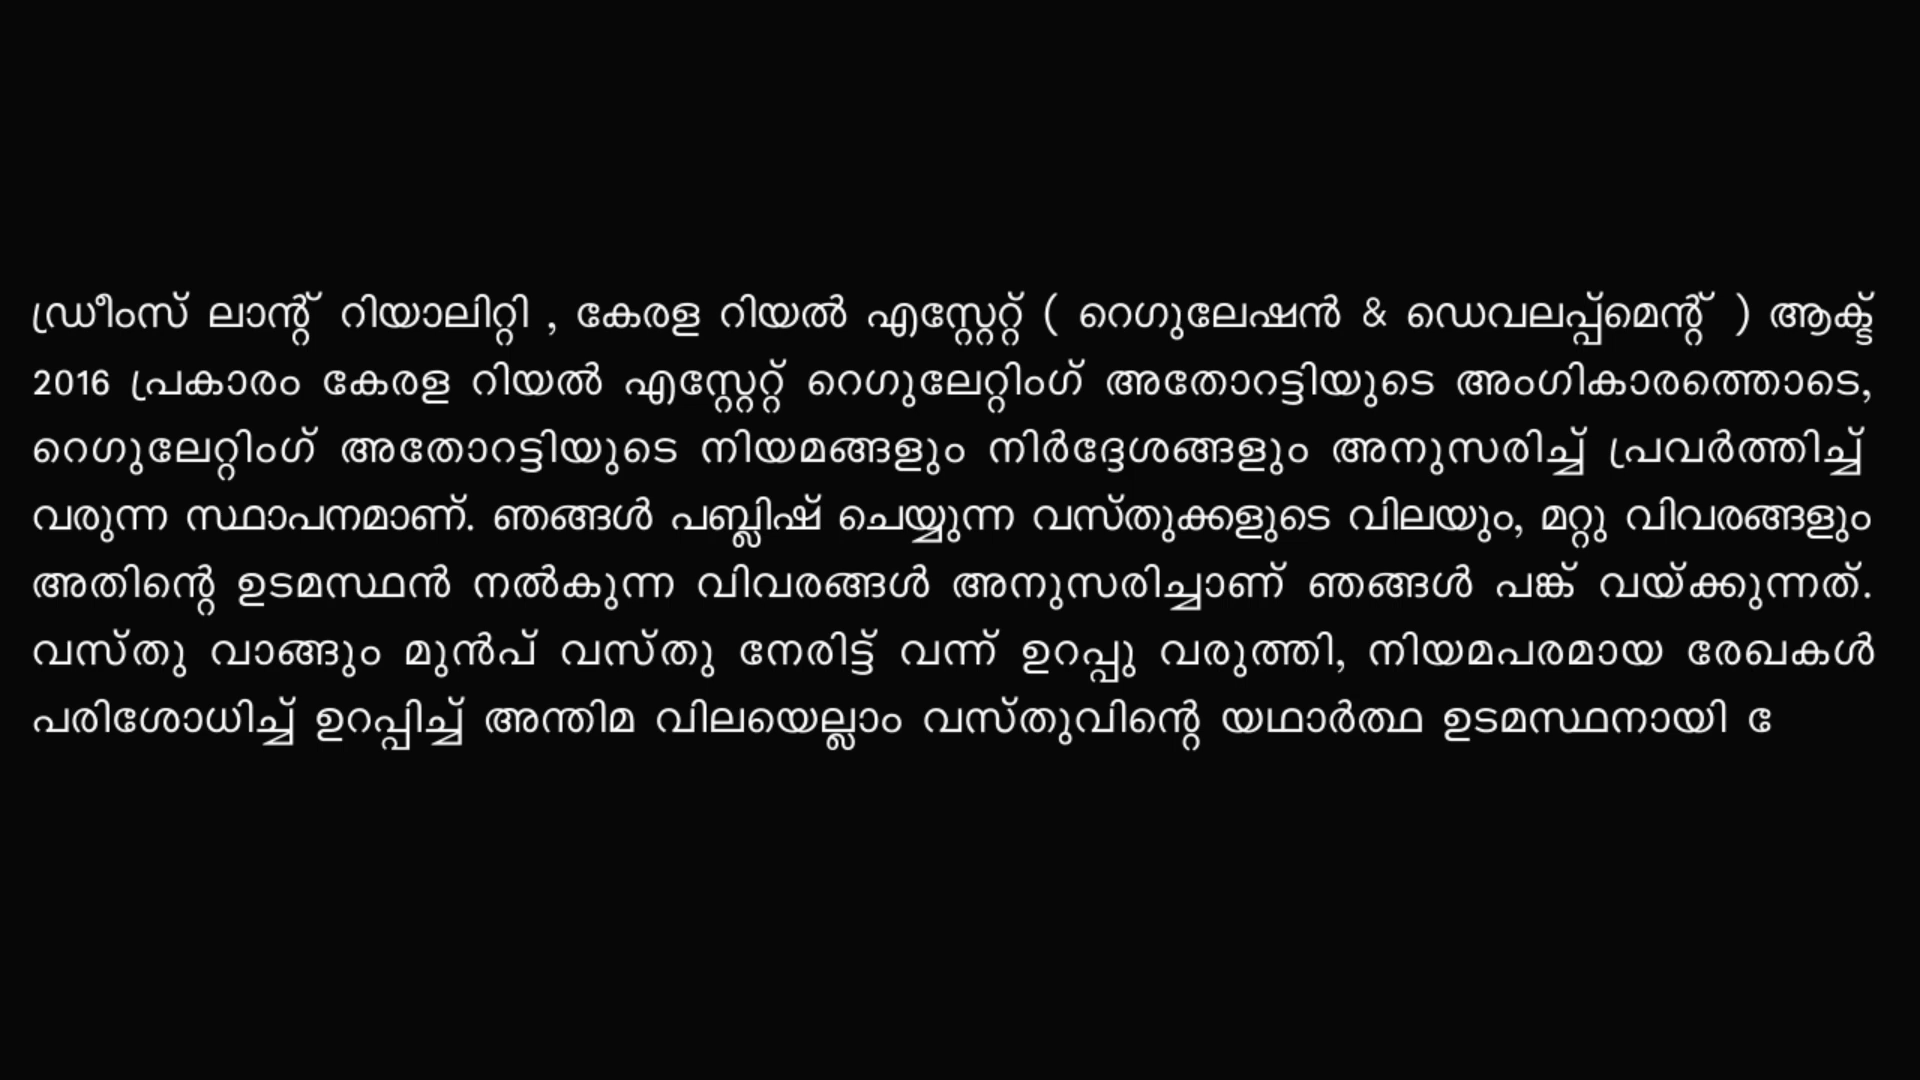 ഡ്രീംസ് ലാന്റ് റിയാലിറ്റി , കേരള റിയൽ എസ്റ്റേറ്റ് ( റെഗുലേഷൻ & ഡെവലപ്പ്മെന്റ് ) ആക്ട്
2016 പ്രകാരം കേരള റിയൽ എസ്റ്റേറ്റ് റെഗുലേറ്റിംഗ് അതോറട്ടിയുടെ അംഗികാരത്തൊടെ,
റെഗുലേറ്റിംഗ് അതോറട്ടിയുടെ നിയമങ്ങളും നിർദ്ദേശങ്ങളും അനുസരിച്ച് പ്രവർത്തിച്ച്
വരുന്ന സ്ഥാപനമാണ്. ഞങ്ങൾ പബ്ലിഷ് ചെയ്യുന്ന വസ്തുക്കളുടെ വിലയും, മറ്റു വിവരങ്ങളും
അതിന്റെ ഉടമസ്ഥൻ നൽകുന്ന വിവരങ്ങൾ അനുസരിച്ചാണ് ഞങ്ങൾ പങ്ക് വയ്ക്കുന്നത്.
വസ്തു വാങ്ങും മുൻപ് വസ്തു നേരിട്ട് വന്ന് ഉറപ്പു വരുത്തി, നിയമപരമായ രേഖകൾ
പരിശോധിച്ച് ഉറപ്പിച്ച് അന്തിമ വിലയെല്ലാം വസ്തുവിന്റെ യഥാർത്ഥ ഉടമസ്ഥനായി േ